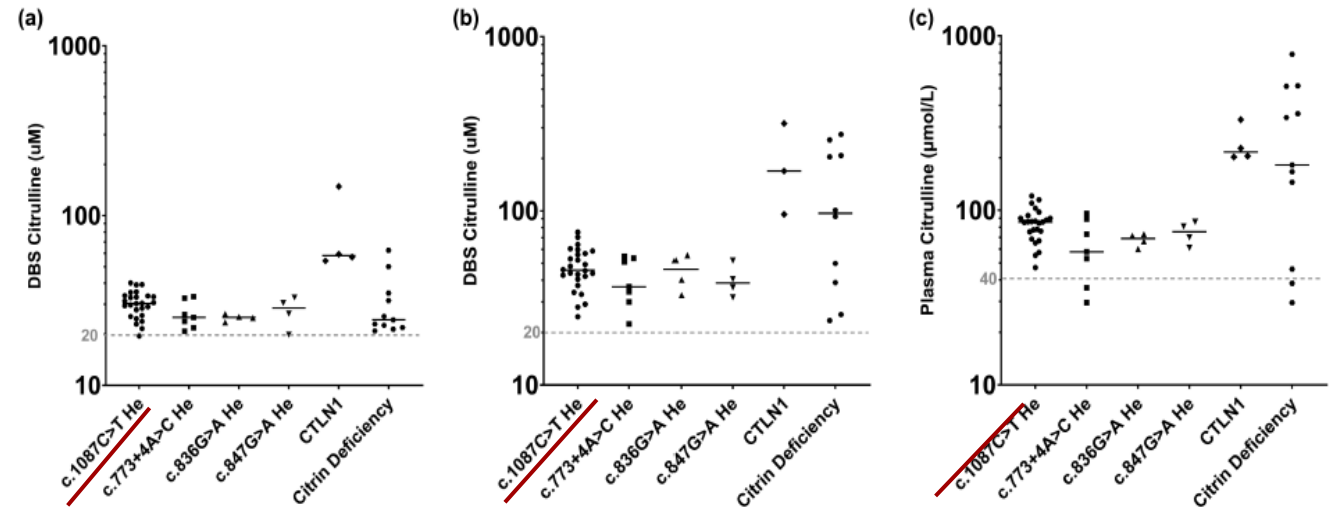 (a)
1000
100
20
10
DBS Citrulline (uM)
c.1087C>T He
c.773+4A>C He
c.836G>A He
c.847G>A He
CTLN1
Citrin Deficiency
(b)
1000
100
20
10
DBS Citrulline (uM)
c.1087C>T He
c.773+4A>C He
c.836G>A He
c.847G>A He
CTLN1
Citrin Deficiency
(c)
1000
100
40
10
Plasma Citrulline (μmol/L)
c.1087C>T He
c.773+4A>C He
c.836G>A He
c.847G>A He
CTLN1
Citrin Deficiency